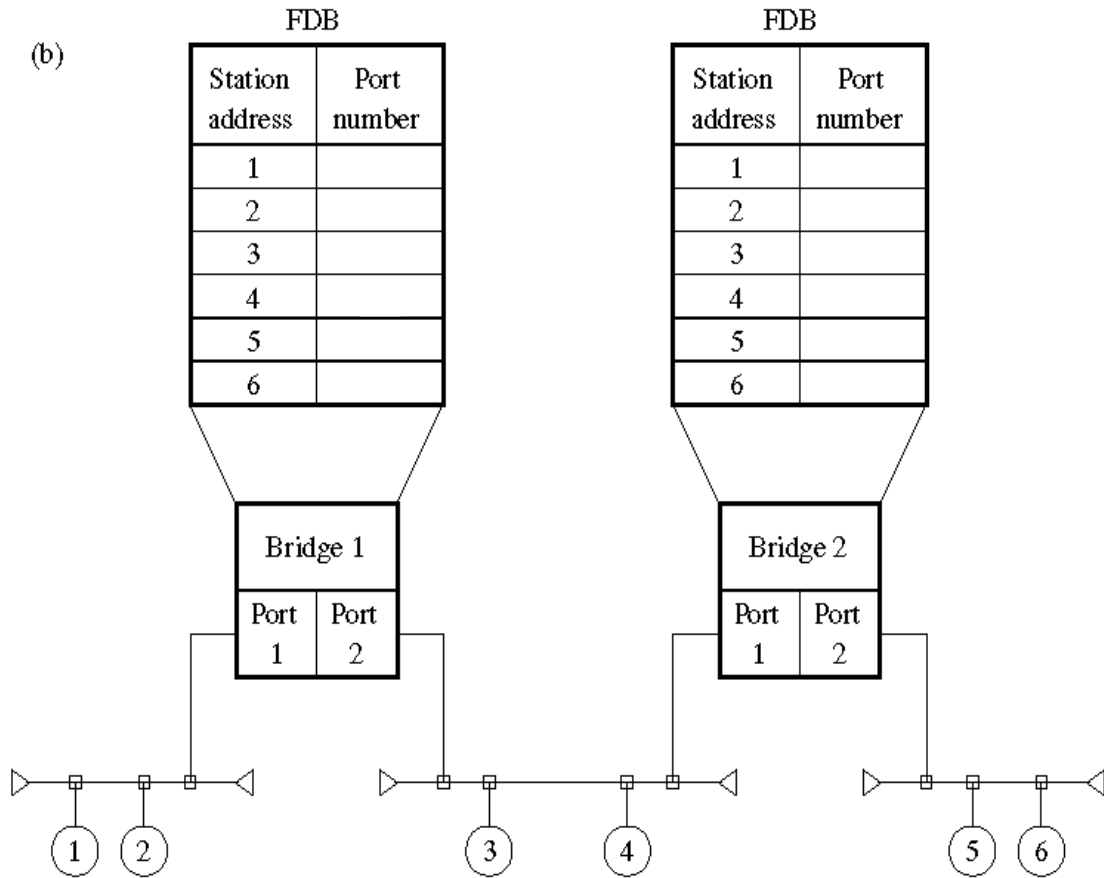 (b)
FDB
Station address
Port number
1
2
3
4
5
6
FDB
Station address
Port number
1
2
3
4
5
6
Bridge 1
Port 1
Port 2
Bridge 2
Port 1
Port 2
1
2
3
4
5
6